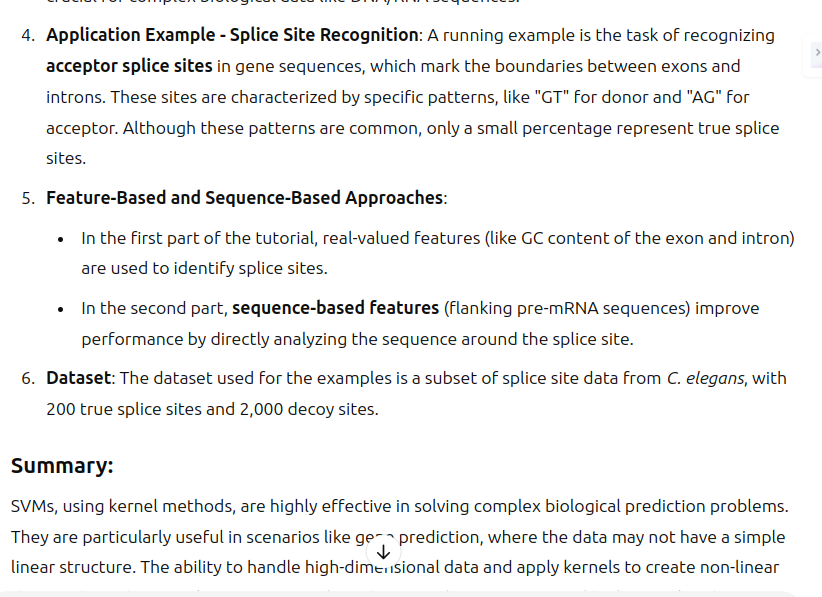 4. Application Example - Splice Site Recognition: A running example is the task of recognizing
acceptor splice sites in gene sequences, which mark the boundaries between exons and
introns. These sites are characterized by specific patterns, like "GT" for donor and "AG" for
acceptor. Although these patterns are common, only a small percentage represent true splice
sites.
5. Feature-Based and Sequence-Based Approaches:
• In the first part of the tutorial, real-valued features (like GC content of the exon and intron)
are used to identify splice sites.
• In the second part, sequence-based features (flanking pre-mRNA sequences) improve
performance by directly analyzing the sequence around the splice site.
6. Dataset: The dataset used for the examples is a subset of splice site data from C. elegans, with
200 true splice sites and 2,000 decoy sites.
Summary:
SVMs, using kernel methods, are highly effective in solving complex biological prediction problems.
They are particularly useful in scenarios like gene prediction, where the data may not have a simple
linear structure. The ability to handle high-dimensional data and apply kernels to create non-linear